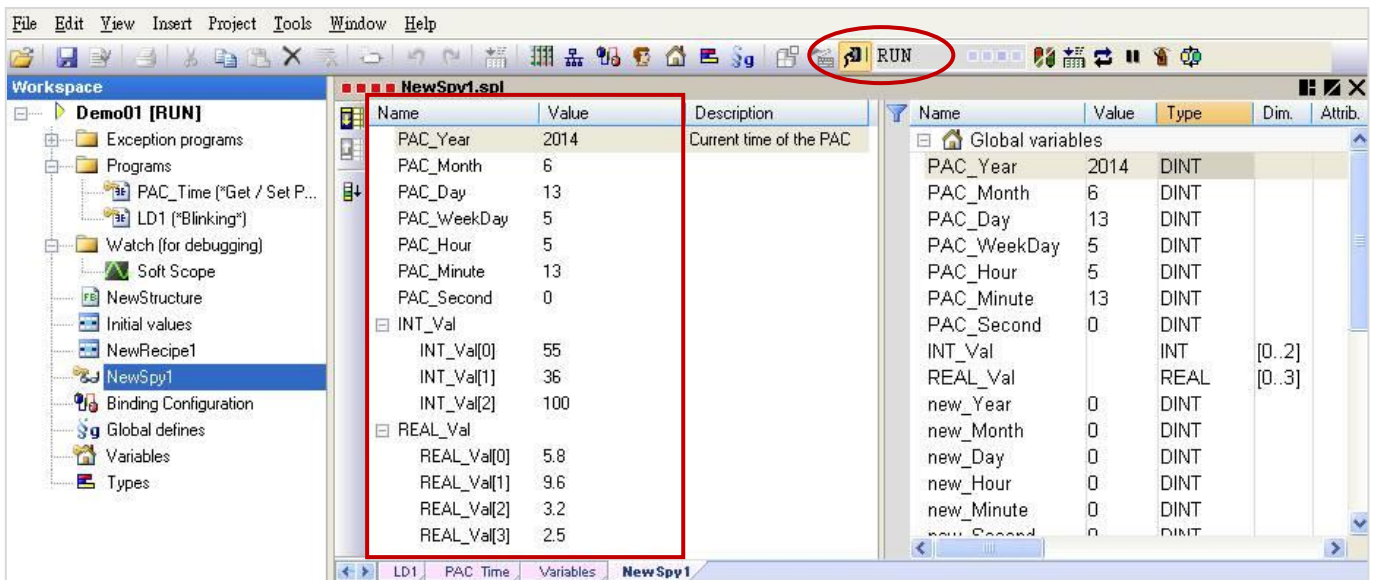 File Edit View Insert Project Tools Window Help
RUN
Workspace
Demo01 [RUN]
Exception programs
Programs
PAC_Time (*Get / Set P...
LD1 (*Blinking*)
Watch (for debugging)
Soft Scope
NewStructure
Initial values
NewRecipe1
NewSpy1
Binding Configuration
Global defines
Variables
Types
NewSpy1.spl
Name Value Description
PAC_Year 2014 Current time of the PAC
PAC_Month 6
PAC_Day 13
PAC_WeekDay 5
PAC_Hour 5
PAC_Minute 13
PAC_Second 0
INT_Val
INT_Val[0] 55
INT_Val[1] 36
INT_Val[2] 100
REAL_Val
REAL_Val[0] 5.8
REAL_Val[1] 9.6
REAL_Val[2] 3.2
REAL_Val[3] 2.5
LD1 PAC_Time Variables NewSpy1
Name Value Type Dim. Attrib.
Global variables
PAC_Year 2014 DINT
PAC_Month 6 DINT
PAC_Day 13 DINT
PAC_WeekDay 5 DINT
PAC_Hour 5 DINT
PAC_Minute 13 DINT
PAC_Second 0 DINT
INT_Val INT [0..2]
REAL_Val REAL [0..3]
new_Year 0 DINT
new_Month 0 DINT
new_Day 0 DINT
new_Hour 0 DINT
new_Minute 0 DINT